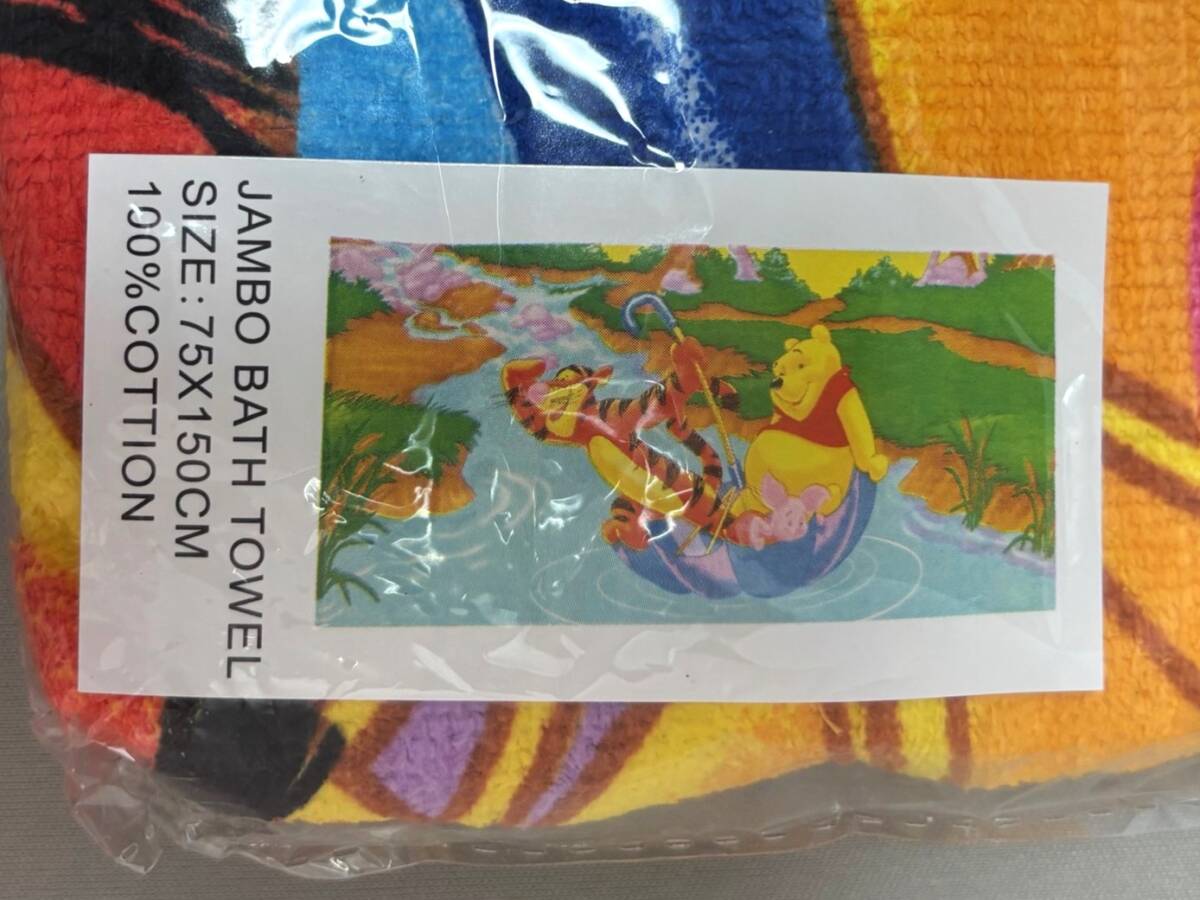 JAMBO BATH TOWEL
SIZE:75X150CM
100%COTTION